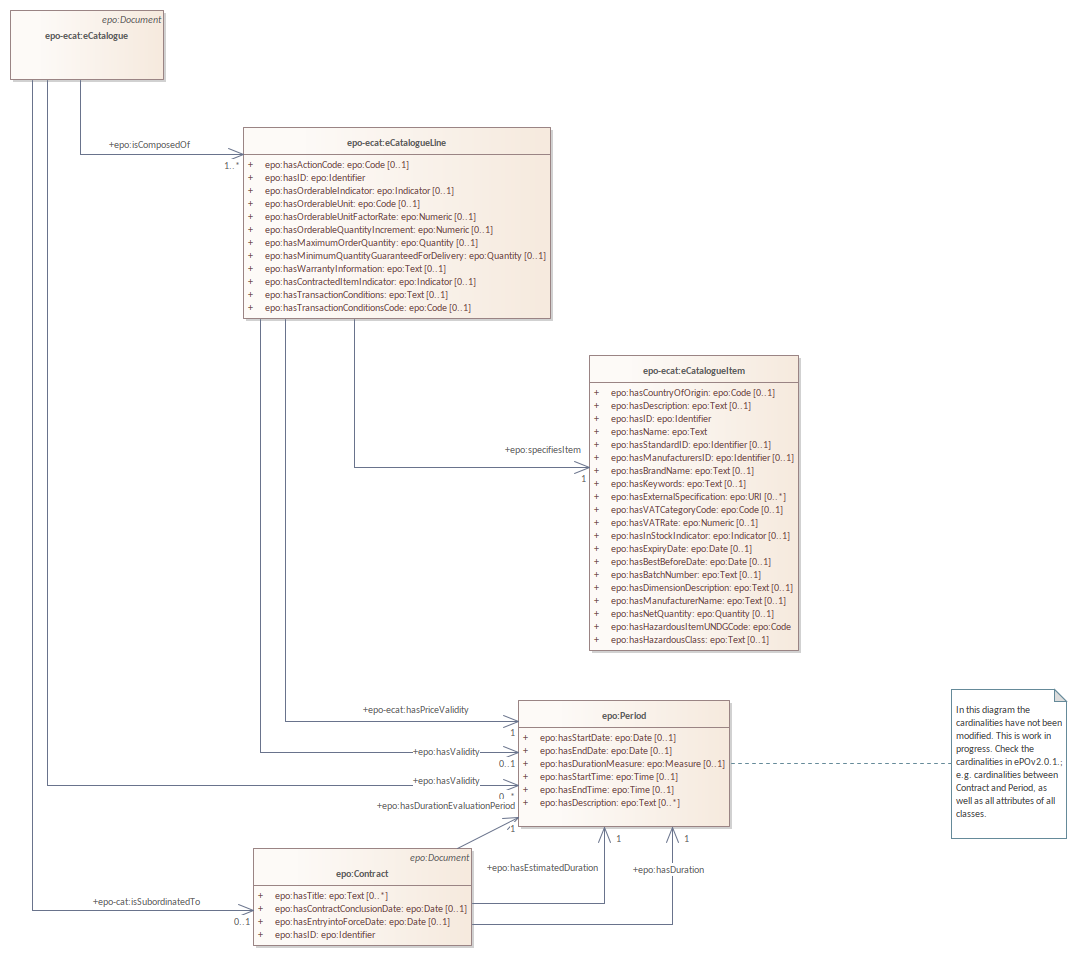 epo:Document
epo-ecat:eCatalogue
+epo:isComposedOf
1..*
epo-ecat:eCatalogueLIne
+ epo:hasActionCode: epo:Code [0..1]
+ epo:hasID: epo:Identifier
+ epo:hasOrderableIndicator: epo:Indicator [0..1]
+ epo:hasOrderableUnit: epo:Code [0..1]
+ epo:hasOrderableUnitFactorRate: epo:Numeric [0..1]
+ epo:hasOrderableQuantityIncrement: epo:Numeric [0..1]
+ epo:hasMaximumOrderQuantity: epo:Quantity [0..1]
+ epo:hasMinimumQuantityGuaranteedForDelivery: epo:Quantity [0..1]
+ epo:hasWarrantyInformation: epo:Text [0..1]
+ epo:hasContractedItemIndicator: epo:Indicator [0..1]
+ epo:hasTransactionConditions: epo:Text [0..1]
+ epo:hasTransactionConditionsCode: epo:Code [0..1]
+epo:specifiesItem
1
epo-ecat:eCatalogueItem
+ epo:hasCountryOfOrigin: epo:Code [0..1]
+ epo:hasDescription: epo:Text [0..1]
+ epo:hasID: epo:Identifier
+ epo:hasName: epo:Text
+ epo:hasStandardID: epo:Identifier [0..1]
+ epo:hasManufacturersID: epo:Identifier [0..1]
+ epo:hasBrandName: epo:Text [0..1]
+ epo:hasKeywords: epo:Text [0..1]
+ epo:hasExternalSpecification: epo:URI [0..*]
+ epo:hasVATCategoryCode: epo:Code [0..1]
+ epo:hasVATRate: epo:Numeric [0..1]
+ epo:hasInStockIndicator: epo:Indicator [0..1]
+ epo:hasExpiryDate: epo:Date [0..1]
+ epo:hasBestBeforeDate: epo:Date [0..1]
+ epo:hasBatchNumber: epo:Text [0..1]
+ epo:hasDimensionDescription: epo:Text [0..1]
+ epo:hasManufacturerName: epo:Text [0..1]
+ epo:hasNetQuantity: epo:Quantity [0..1]
+ epo:hasHazardousItemUNDGCode: epo:Code
+ epo:hasHazardousClass: epo:Text [0..1]
+epo-ecat:hasPriceValidity
1
+epo:hasValidity
0..1
+epo:hasValidity
0..*
+epo:hasDurationEvaluationPeriod
1
epo:Period
+ epo:hasStartDate: epo:Date [0..1]
+ epo:hasEndDate: epo:Date [0..1]
+ epo:hasDurationMeasure: epo:Measure [0..1]
+ epo:hasStartTime: epo:Time [0..1]
+ epo:hasEndTime: epo:Time [0..1]
+ epo:hasDescription: epo:Text [0..*]
In this diagram the
cardinalities have not been
modified. This is work in
progress. Check the
cardinalities in ePOv2.0.1.;
e.g. cardinalities between
Contract and Period, as
well as all attributes of all
classes.
1
+epo:hasEstimatedDuration
1
+epo:hasDuration
+epo-cat:isSubordinatedTo
0..1
epo:Document
epo:Contract
+ epo:hasTitle: epo:Text [0..*]
+ epo:hasContractConclusionDate: epo:Date [0..1]
+ epo:hasEntryintoForceDate: epo:Date [0..1]
+ epo:hasID: epo:Identifier